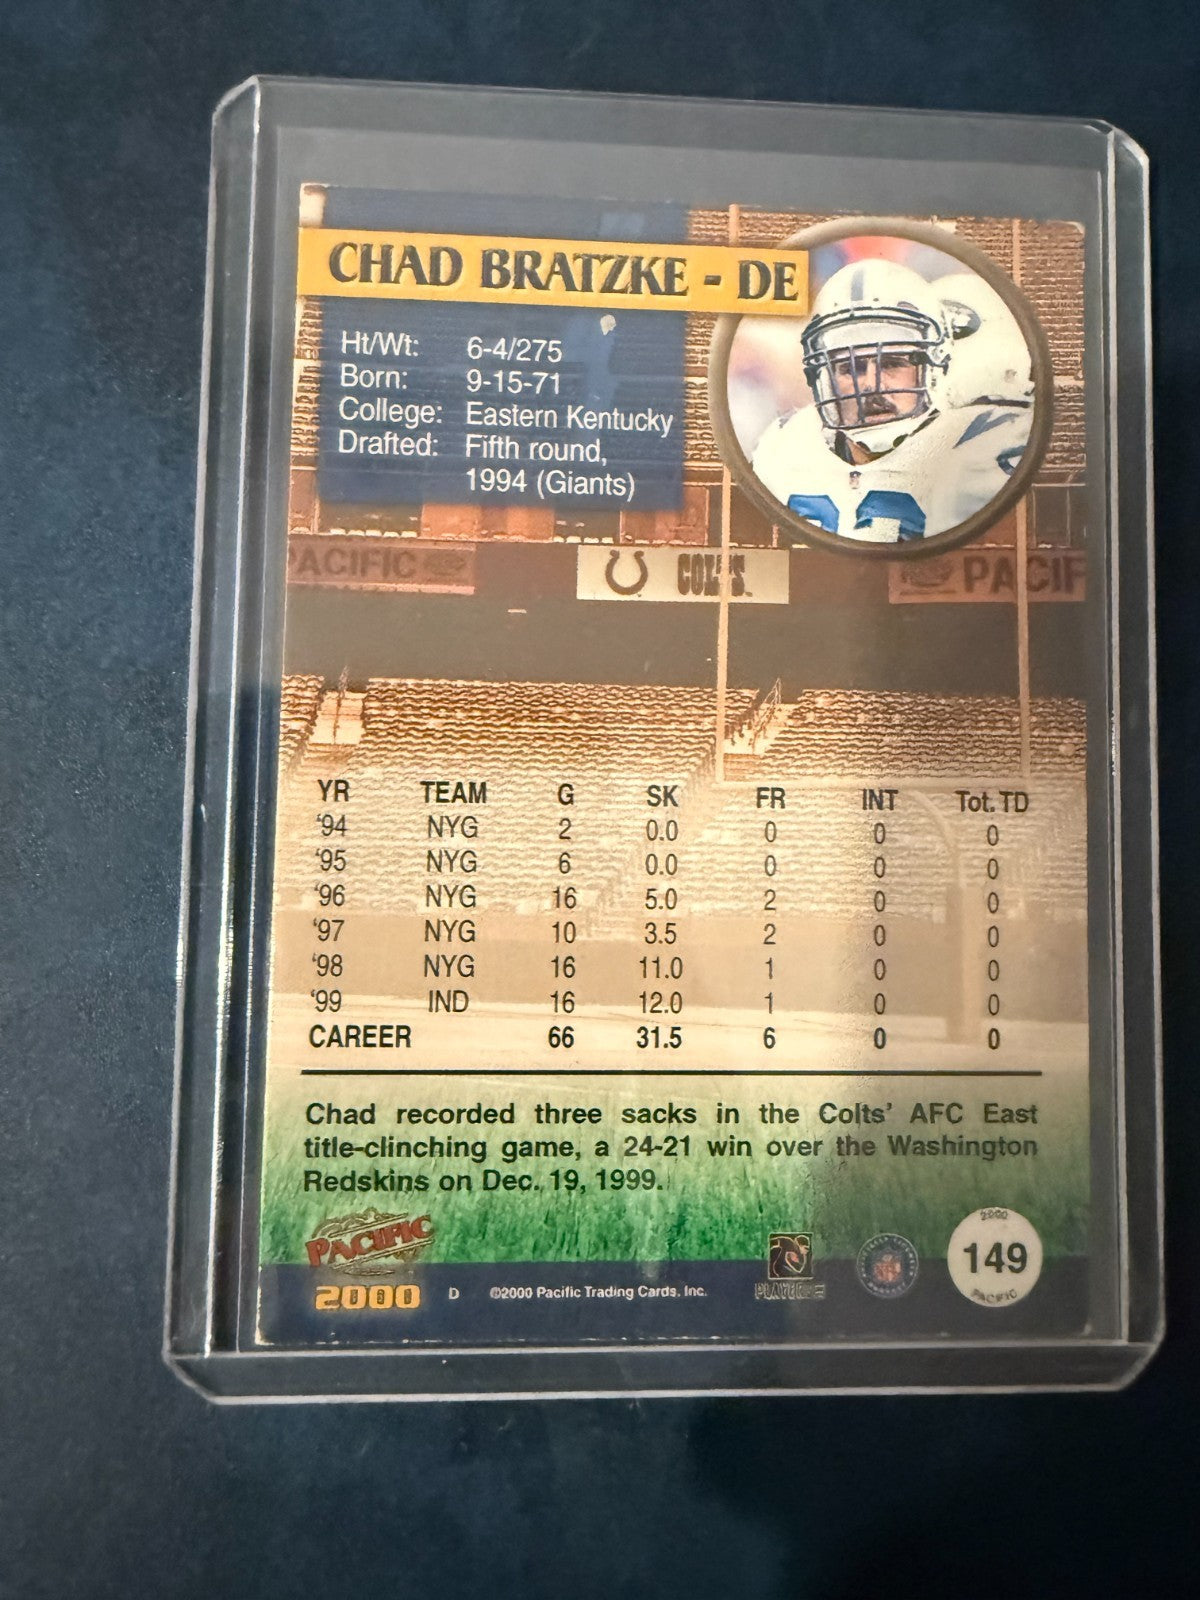 CHAD BRATZKE - DE
Ht/Wt: 6-4/275
Born: 9-15-71
College: Eastern Kentucky
Drafted: Fifth round,
1994 (Giants)
PACIFIC
COLTS.
PACIF
YR TEAM G SK FR INT Tot.TD
'94 NYG 2 0.0 0 0 0
'95 NYG 6 0.0 0 0 0
'96 NYG 16 5.0 2 0 0
'97 NYG 10 3.5 2 0 0
'98 NYG 16 11.0 1 0 0
'99 IND 16 12.0 1 0 0
CAREER 66 31.5 6 0 0
Chad recorded three sacks in the Colts' AFC East
title-clinching game, a 24-21 win over the Washington
Redskins on Dec. 19, 1999.
PACIFIC
2000
D ©2000 Pacific Trading Cards, Inc.
PLAYERS
NFL
2000
149
PACIFIC